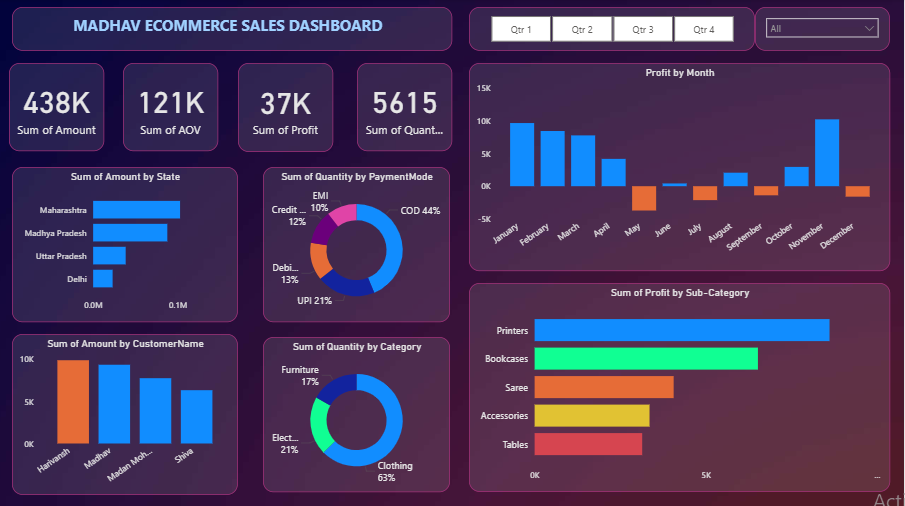 MADHAV ECOMMERCE SALES DASHBOARD
Qtr 1 Qtr 2 Qtr 3 Qtr 4
All
438K
Sum of Amount
121K
Sum of AOV
37K
Sum of Profit
5615
Sum of Quant...
Profit by Month
15K
10K
5K
0K
-5K
January February March April May June July August September October November December
Sum of Amount by State
Maharashtra
Madhya Pradesh
Uttar Pradesh
Delhi
0.0M 0.1M
Sum of Quantity by PaymentMode
EMI
10%
Credit ...
12%
COD 44%
Debi...
13%
UPI 21%
Sum of Amount by CustomerName
10K
5K
0K
Harivansh Madhav Madan Moh... Shiva
Sum of Quantity by Category
Furniture
17%
Elect...
21%
Clothing
63%
Sum of Profit by Sub-Category
Printers
Bookcases
Saree
Accessories
Tables
0K 5K ...
Acti